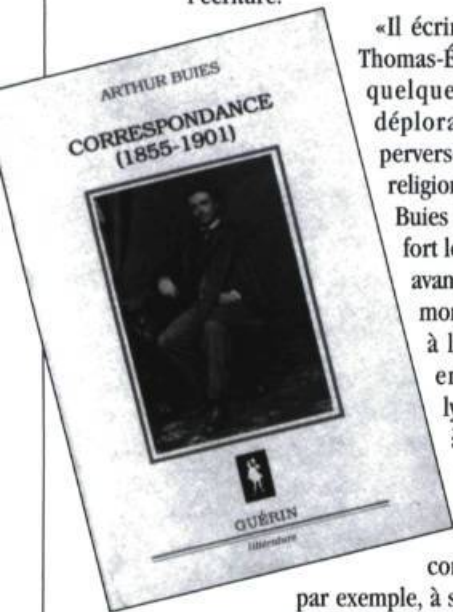 l'écriture.
«Il écrir
Thomas-É
quelque
déplora
pervers
religion
Buies
fort le
avan
mor
à l
en
ly
con
par exemple, à s
ARTHUR BUIES
CORRESPONDANCE
(1855-1901)
GUÉRIN
littérature